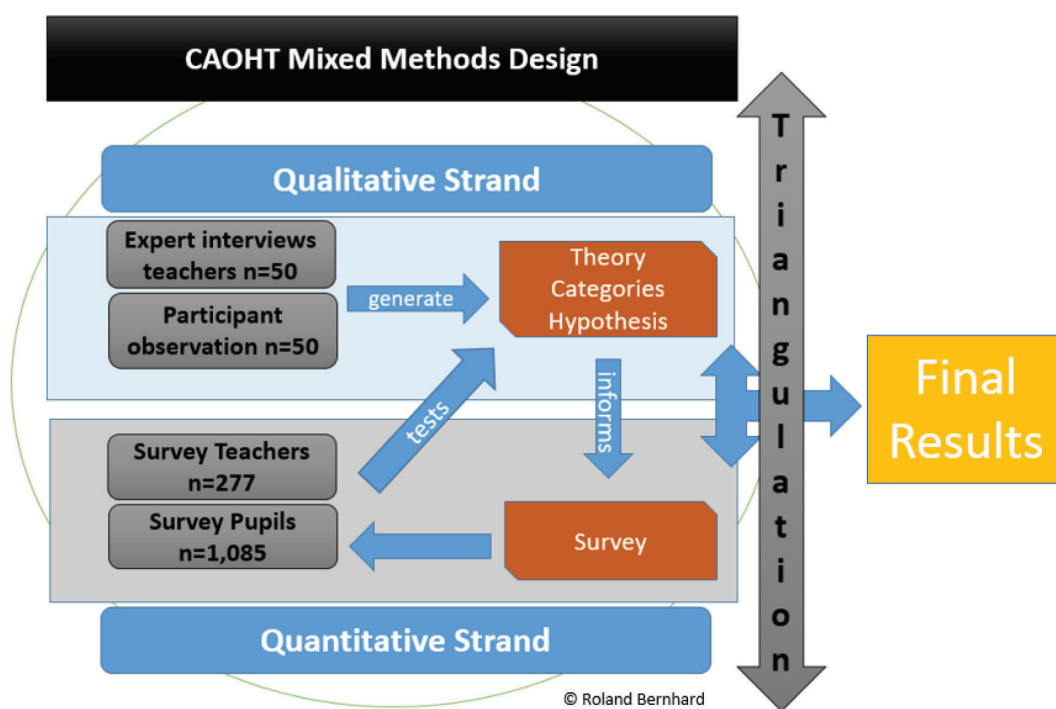 CAOHT Mixed Methods Design
Qualitative Strand
Expert interviews
teachers n=50
Participant
observation n=50
generate
Theory
Categories
Hypothesis
tests
informs
Survey Teachers
n=277
Survey Pupils
n=1,085
Survey
Quantitative Strand
© Roland Bernhard
Triangulation
Final
Results